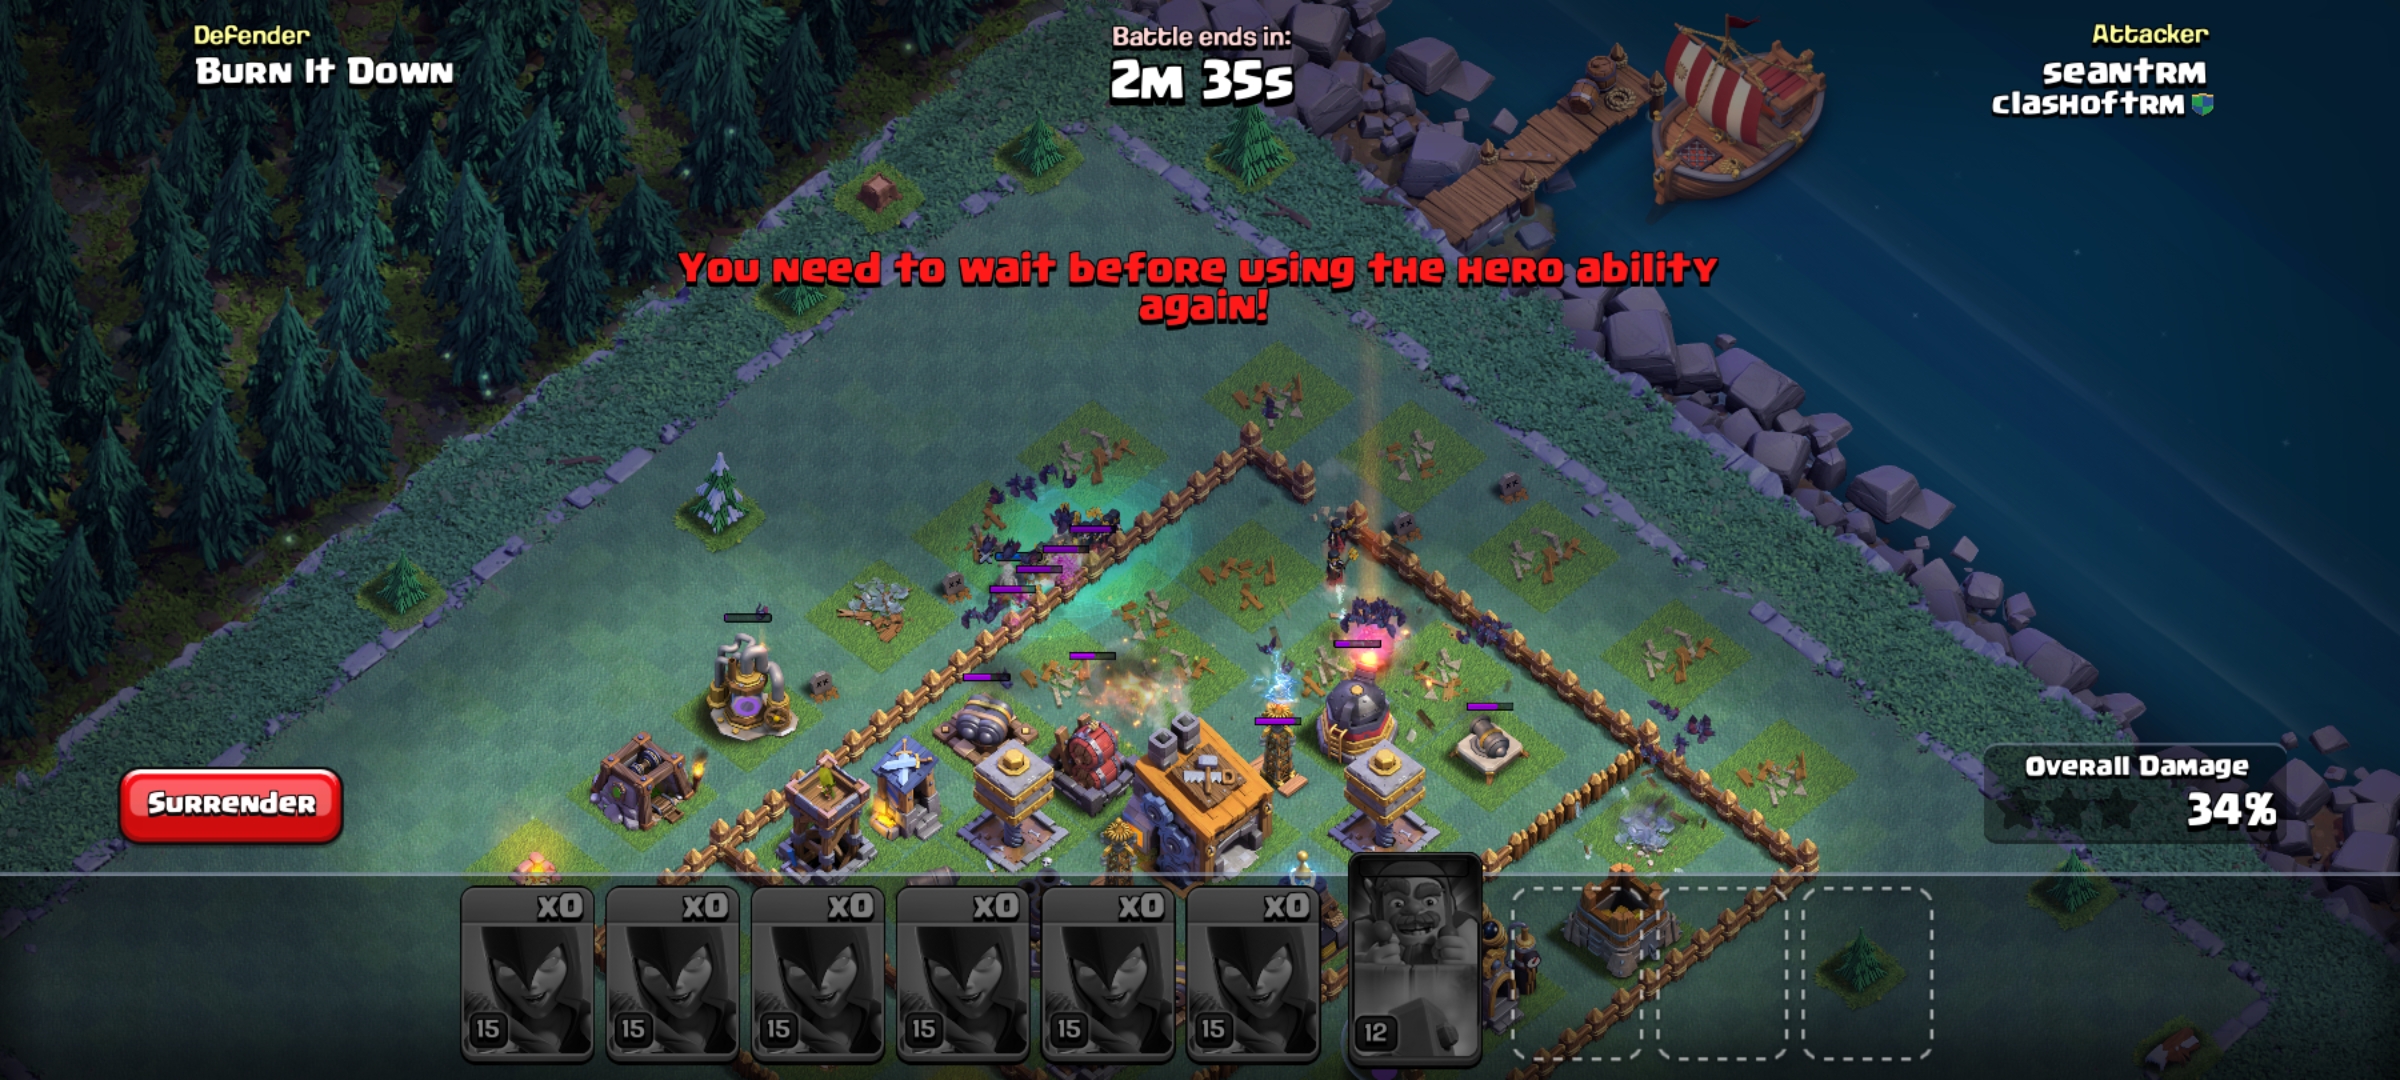 Defender
Burn It Down
Battle ends in:
2M 35s
Attacker
seantrm
clashoftrm
You need to wait before using the hero ability
again!
Surrender
Overall Damage
34%
x0
x0
x0
x0
x0
x0
15
15
15
15
15
15
12